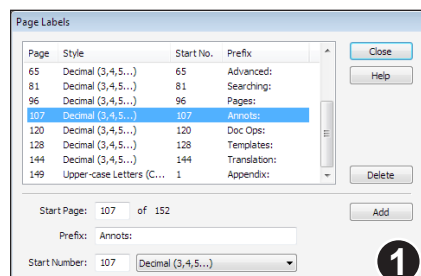 Page Labels
Page Style Start No. Prefix Close
65 Decimal (3,4,5...) 65 Advanced: Help
81 Decimal (3,4,5...) 81 Searching:
96 Decimal (3,4,5...) 96 Pages:
107 Decimal (3,4,5...) 107 Annots:
120 Decimal (3,4,5...) 120 Doc Ops:
128 Decimal (3,4,5...) 128 Templates:
144 Decimal (3,4,5...) 144 Translation:
149 Upper-case Letters (C... 1 Appendix: Delete
Start Page: 107 of 152 Add
Prefix: Annots:
Start Number: 107 Decimal (3,4,5...) 1